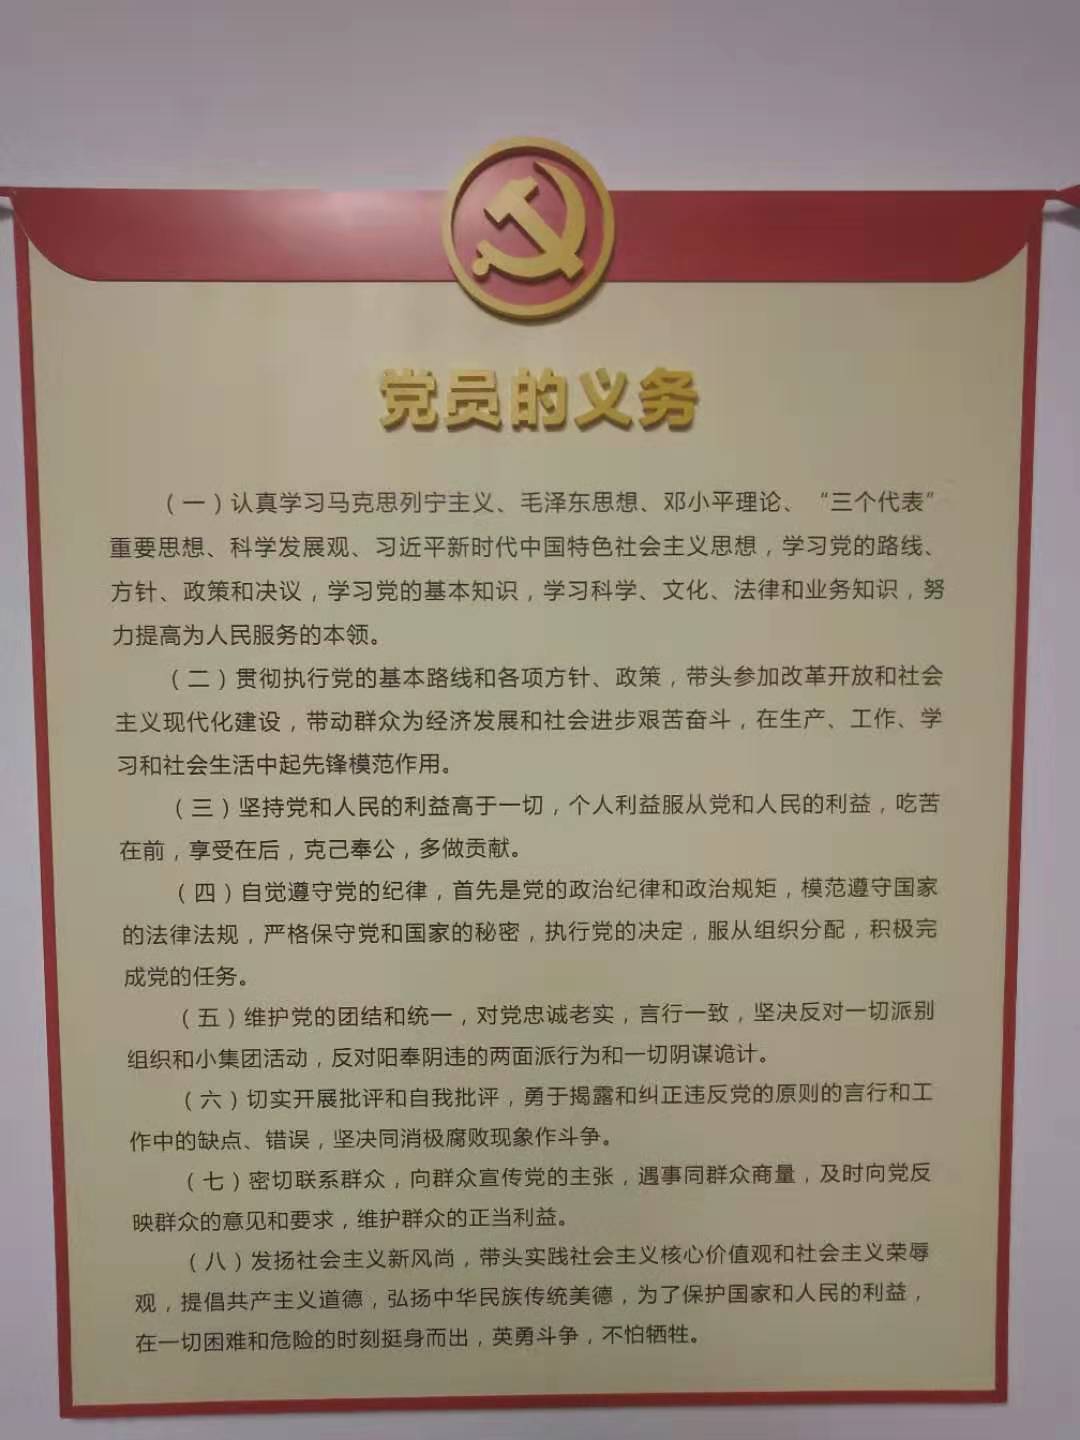 党员的义务
（一）认真学习马克思列宁主义、毛泽东思想、邓小平理论、“三个代表”
重要思想、科学发展观、习近平新时代中国特色社会主义思想，学习党的路线、
方针、政策和决议，学习党的基本知识，学习科学、文化、法律和业务知识，努
力提高为人民服务的本领。
（二）贯彻执行党的基本路线和各项方针、政策，带头参加改革开放和社会
主义现代化建设，带动群众为经济发展和社会进步艰苦奋斗，在生产、工作、学
习和社会生活中起先锋模范作用。
（三）坚持党和人民的利益高于一切，个人利益服从党和人民的利益，吃苦
在前，享受在后，克己奉公，多做贡献。
（四）自觉遵守党的纪律，首先是党的政治纪律和政治规矩，模范遵守国家
的法律法规，严格保守党和国家的秘密，执行党的决定，服从组织分配，积极完
成党的任务。
（五）维护党的团结和统一，对党忠诚老实，言行一致，坚决反对一切派别
组织和小集团活动，反对阳奉阴违的两面派行为和一切阴谋诡计。
（六）切实开展批评和自我批评，勇于揭露和纠正违反党的原则的言行和工
作中的缺点、错误，坚决同消极腐败现象作斗争。
（七）密切联系群众，向群众宣传党的主张，遇事同群众商量，及时向党反
映群众的意见和要求，维护群众的正当利益。
（八）发扬社会主义新风尚，带头实践社会主义核心价值观和社会主义荣辱
观，提倡共产主义道德，弘扬中华民族传统美德，为了保护国家和人民的利益，
在一切困难和危险的时刻挺身而出，英勇斗争，不怕牺牲。